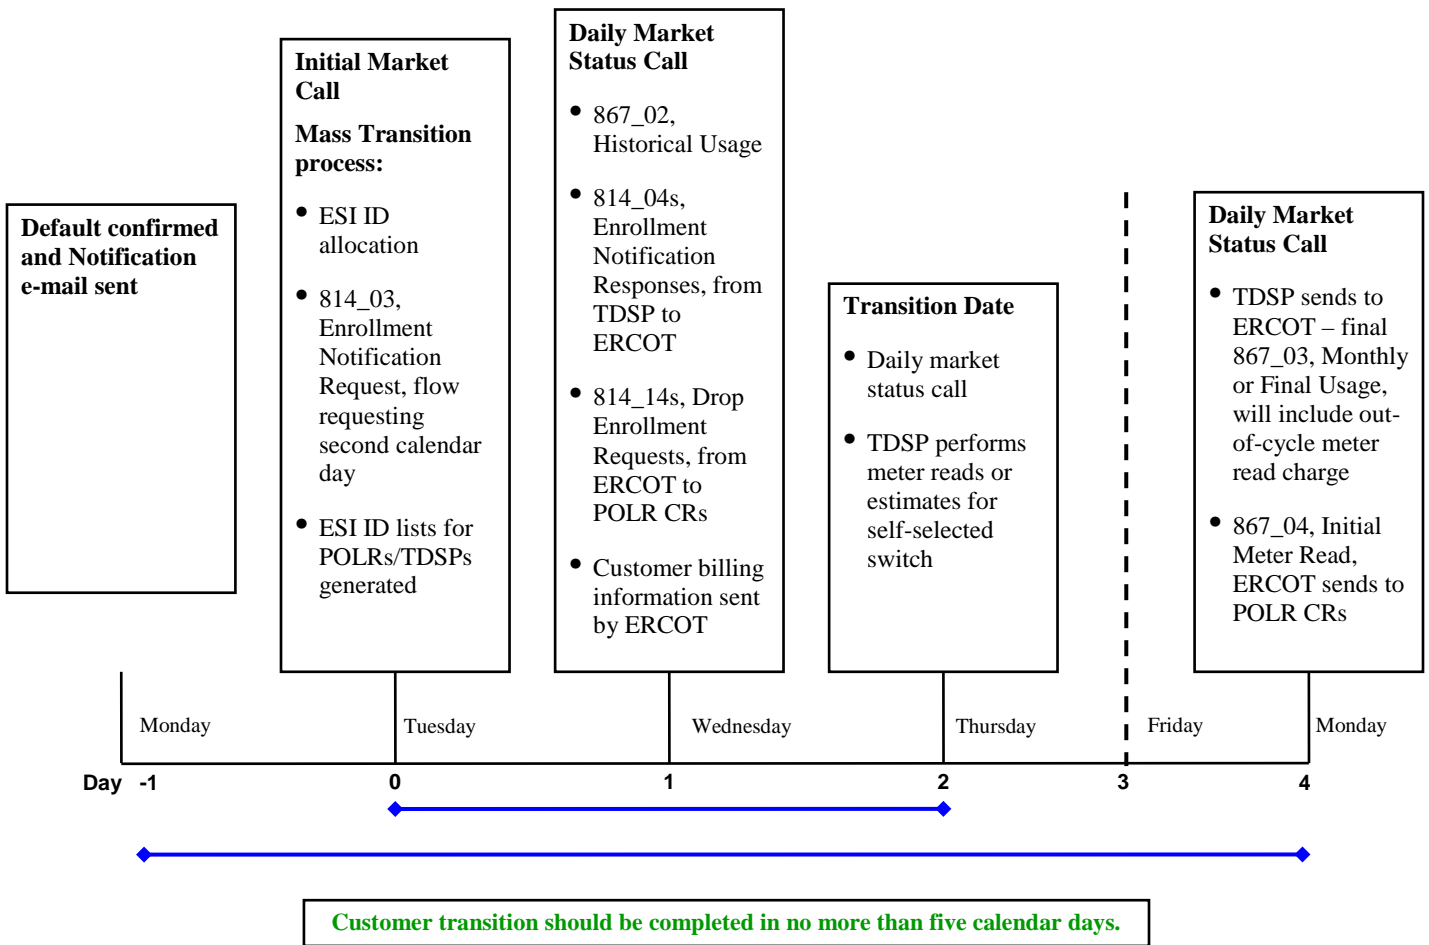 Default confirmed
and Notification
e-mail sent
Initial Market
Call
Mass Transition
process:
• ESI ID
allocation
• 814_03,
Enrollment
Notification
Request, flow
requesting
second calendar
day
• ESI ID lists for
POLRs/TDSPs
generated
Daily Market
Status Call
• 867_02,
Historical Usage
• 814_04s,
Enrollment
Notification
Responses, from
TDSP to
ERCOT
• 814_14s, Drop
Enrollment
Requests, from
ERCOT to
POLR CRs
• Customer billing
information sent
by ERCOT
Transition Date
• Daily market
status call
• TDSP performs
meter reads or
estimates for
self-selected
switch
Daily Market
Status Call
• TDSP sends to
ERCOT – final
867_03, Monthly
or Final Usage,
will include out-
of-cycle meter
read charge
• 867_04, Initial
Meter Read,
ERCOT sends to
POLR CRs
Monday Tuesday Wednesday Thursday Friday Monday
Day -1 0 1 2 3 4
Customer transition should be completed in no more than five calendar days.